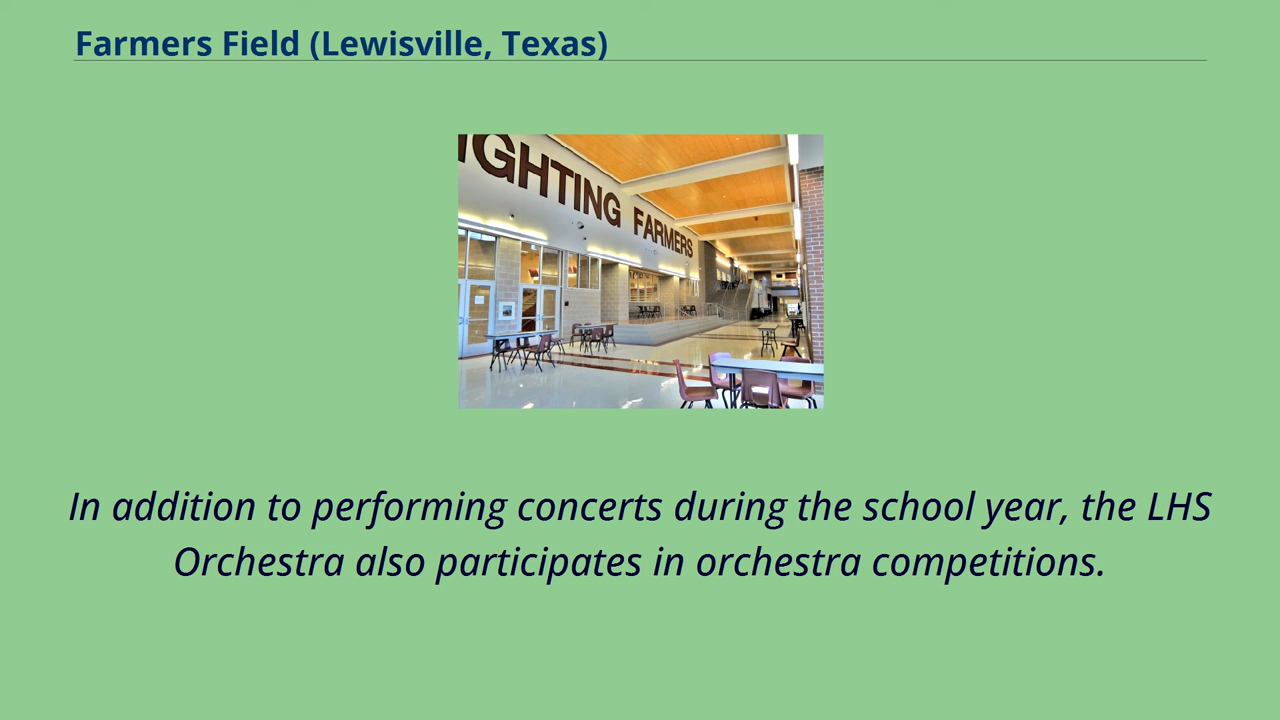 Farmers Field (Lewisville, Texas)
IGHTING FARMERS
In addition to performing concerts during the school year, the LHS
Orchestra also participates in orchestra competitions.